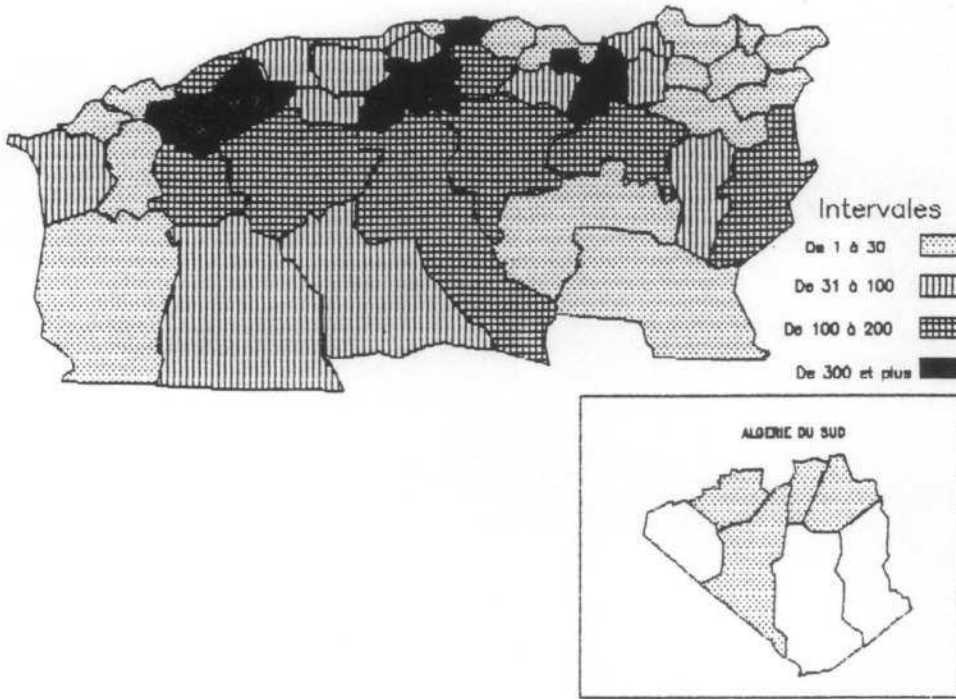 Intervales
De 1 à 30
De 31 à 100
De 100 à 200
De 300 et plus
ALGERIE DU SUD